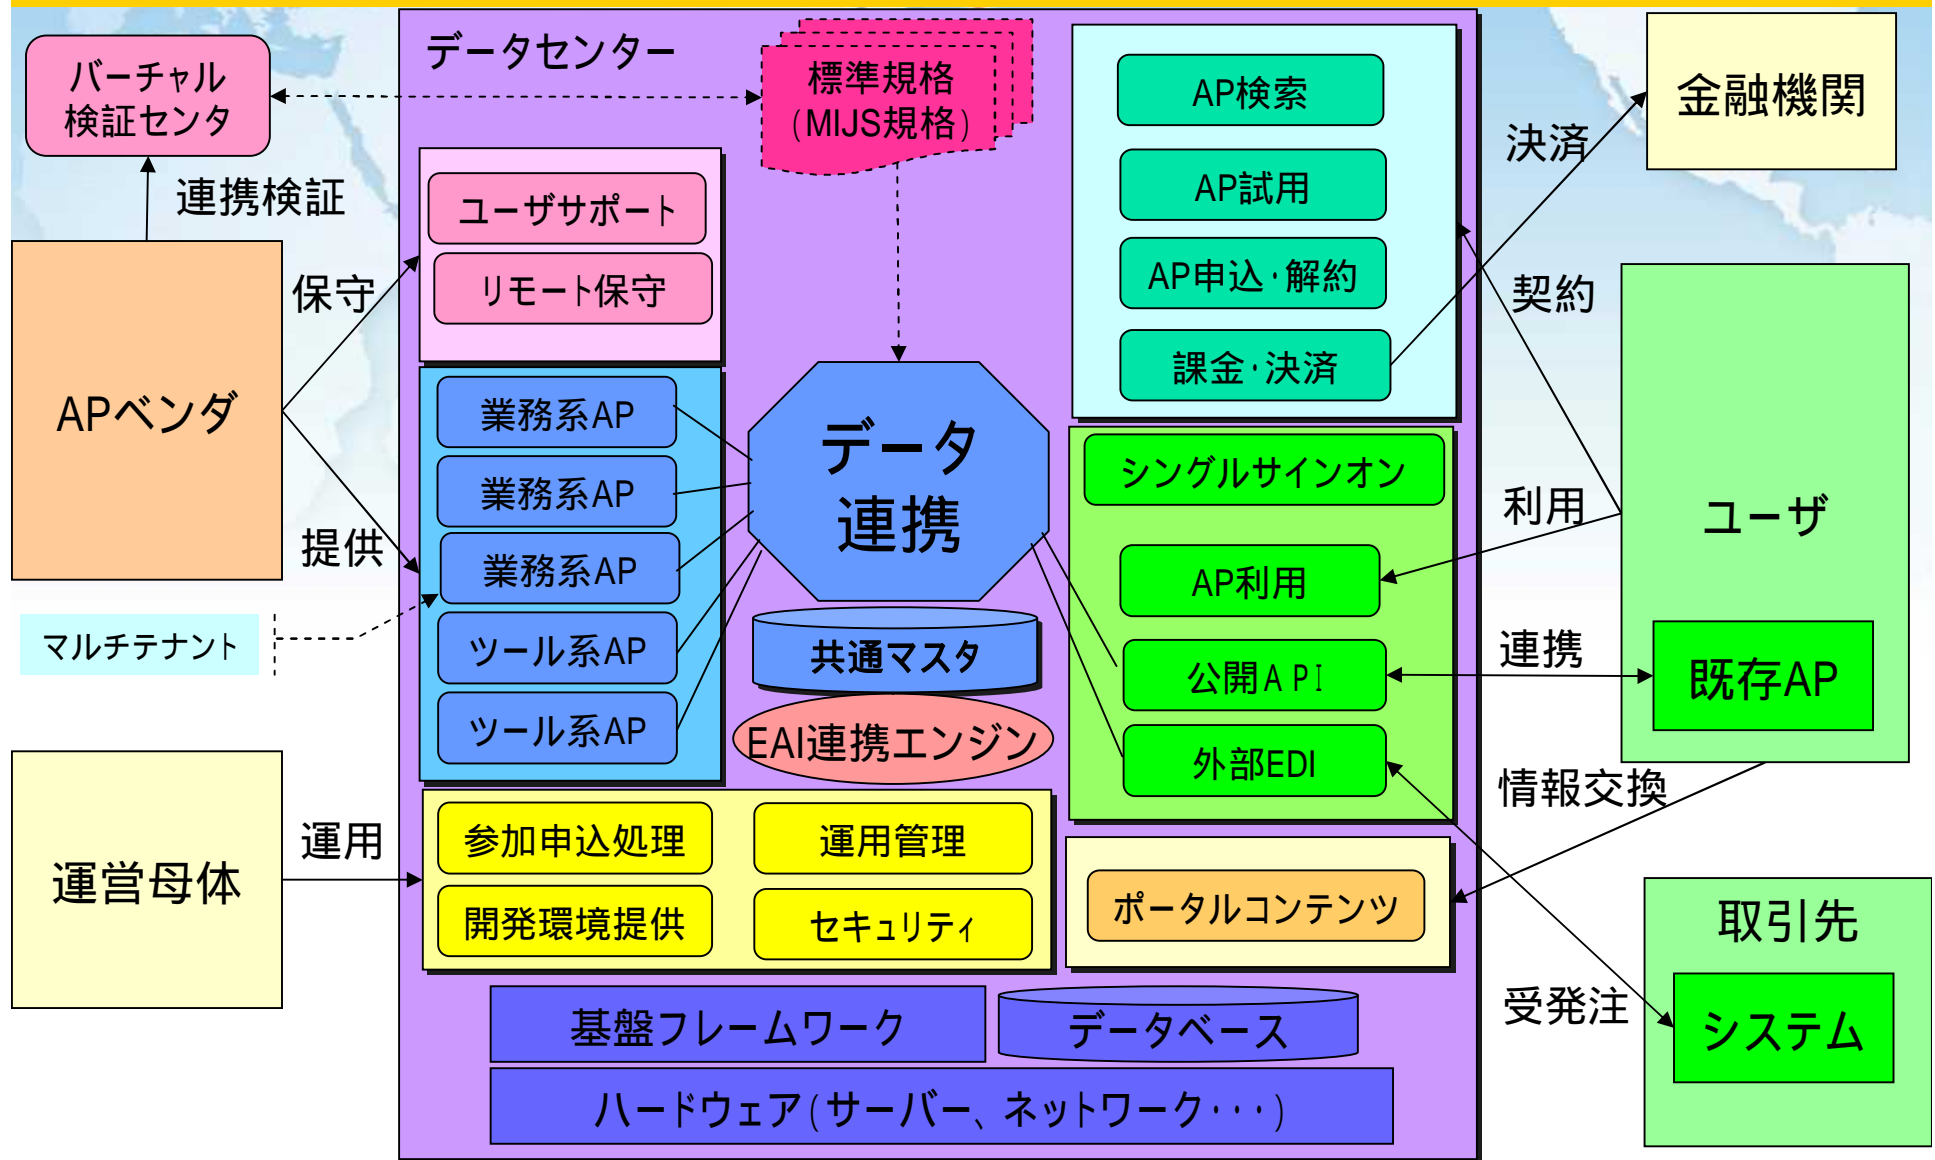 データセンター
バーチャル
検証センタ
標準規格
(MIJS規格)
連携検証
APベンダ
保守
提供
マルチテナント
運営母体
運用
ユーザサポート
リモート保守
業務系AP
業務系AP
業務系AP
ツール系AP
ツール系AP
データ
連携
共通マスタ
EAI連携エンジン
参加申込処理
運用管理
開発環境提供
セキュリティ
AP検索
AP試用
AP申込・解約
課金・決済
シングルサインオン
AP利用
公開API
外部EDI
ポータルコンテンツ
基盤フレームワーク
データベース
ハードウェア(サーバー、ネットワーク・・・)
決済
金融機関
契約
利用
連携
ユーザ
既存AP
情報交換
受発注
取引先
システム